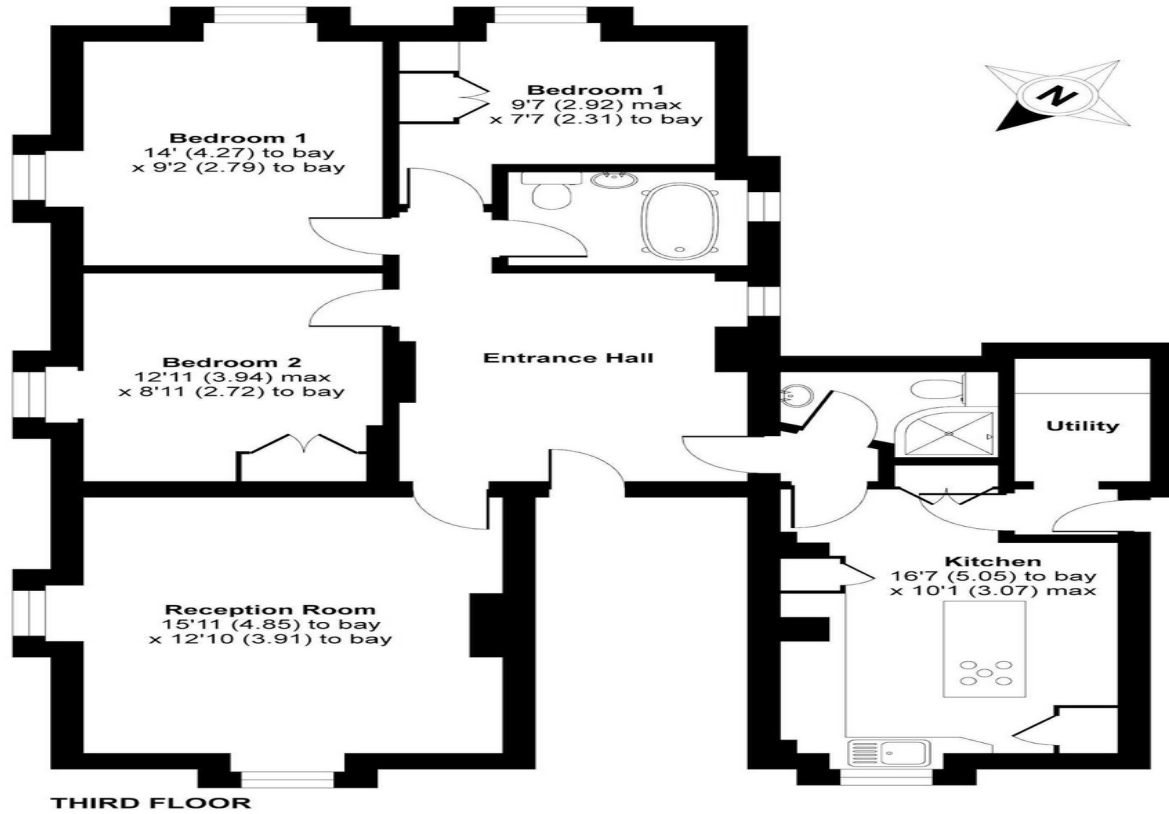 Bedroom 1
14' (4.27) to bay
x 9'2 (2.79) to bay
Bedroom 1
9'7 (2.92) max
x 7'7 (2.31) to bay
N
Bedroom 2
12'11 (3.94) max
x 8'11 (2.72) to bay
Entrance Hall
Utility
Reception Room
15'11 (4.85) to bay
x 12'10 (3.91) to bay
Kitchen
16'7 (5.05) to bay
x 10'1 (3.07) max
THIRD FLOOR